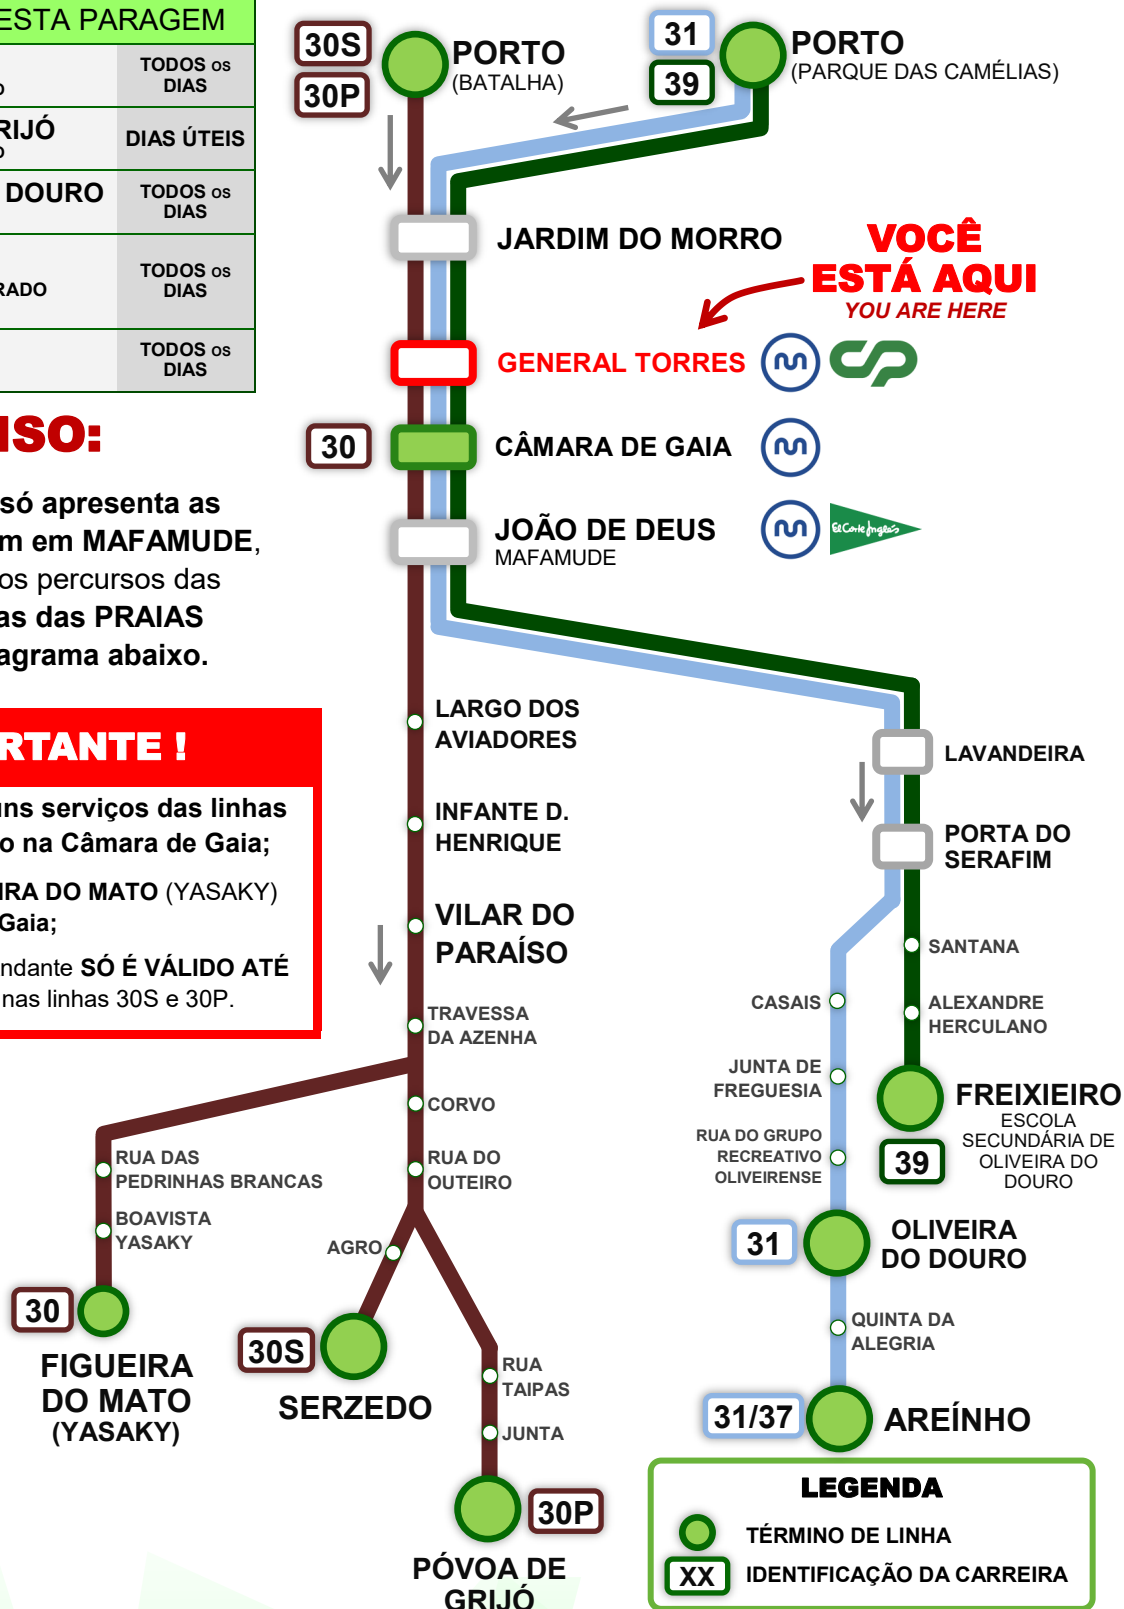 ESTA PARAGEM
TODOS OS
DIAS
RIJÓ
DIAS ÚTEIS
DOURO
TODOS OS
DIAS
RADO
TODOS OS
DIAS
TODOS OS
DIAS
ISO:
só apresenta as
m em MAFAMUDE,
os percursos das
as das PRAIAS
agrama abaixo.
RTANTE !
uns serviços das linhas
o na Câmara de Gaia;
IRA DO MATO (YASAKY)
Gaia;
ndante SÓ É VÁLIDO ATÉ
nas linhas 30S e 30P.
30S
30P
PORTO
(BATALHA)
31
39
PORTO
(PARQUE DAS CAMÉLIAS)
JARDIM DO MORRO
VOCÊ
ESTÁ AQUI
YOU ARE HERE
GENERAL TORRES
CP
30
CÂMARA DE GAIA
JOÃO DE DEUS
MAFAMUDE
El Corte Inglés
LARGO DOS
AVIADORES
INFANTE D.
HENRIQUE
VILAR DO
PARAÍSO
TRAVESSA
DA AZENHA
CORVO
RUA DO
OUTEIRO
RUA DAS
PEDRINHAS BRANCAS
BOAVISTA
YASAKY
30
FIGUEIRA
DO MATO
(YASAKY)
AGRO
30S
SERZEDO
RUA
TAIPAS
JUNTA
30P
PÓVOA DE
GRIJÓ
LAVANDEIRA
PORTA DO
SERAFIM
SANTANA
ALEXANDRE
HERCULANO
FREIXIEIRO
ESCOLA
SECUNDÁRIA DE
OLIVEIRA DO
DOURO
39
CASAIS
JUNTA DE
FREGUESIA
RUA DO GRUPO
RECREATIVO
OLIVEIRENSE
31
OLIVEIRA
DO DOURO
QUINTA DA
ALEGRIA
31/37
AREÍNHO
LEGENDA
TÉRMINO DE LINHA
XX
IDENTIFICAÇÃO DA CARREIRA